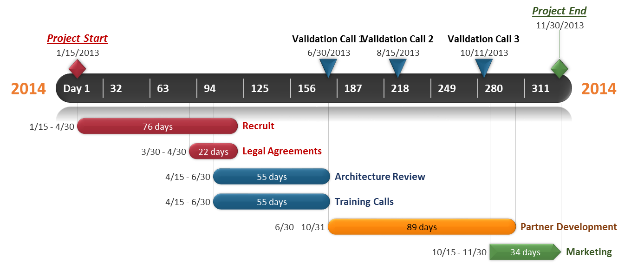 Project Start
1/15/2013
Validation Call 1
6/30/2013
Validation Call 2
8/15/2013
Validation Call 3
10/11/2013
Project End
11/30/2013
2014 Day 1 32 63 94 125 156 187 218 249 280 311 2014
1/15 - 4/30 76 days Recruit
3/30 - 4/30 22 days Legal Agreements
4/15 - 6/30 55 days Architecture Review
4/15 - 6/30 55 days Training Calls
6/30 - 10/31 89 days Partner Development
10/15 - 11/30 34 days Marketing